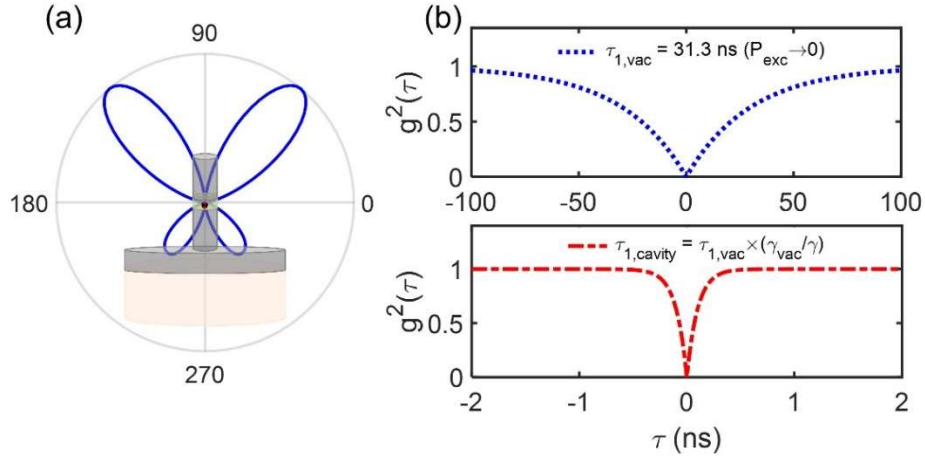 (a)
90
180
0
270
(b)
g²(τ)
1
0.5
0
τ1,vac = 31.3 ns (Pexc→0)
-100
-50
0
50
100
g²(τ)
1
0.5
0
τ1,cavity = τ1,vac×(γvac/γ)
-2
-1
0
1
2
τ (ns)